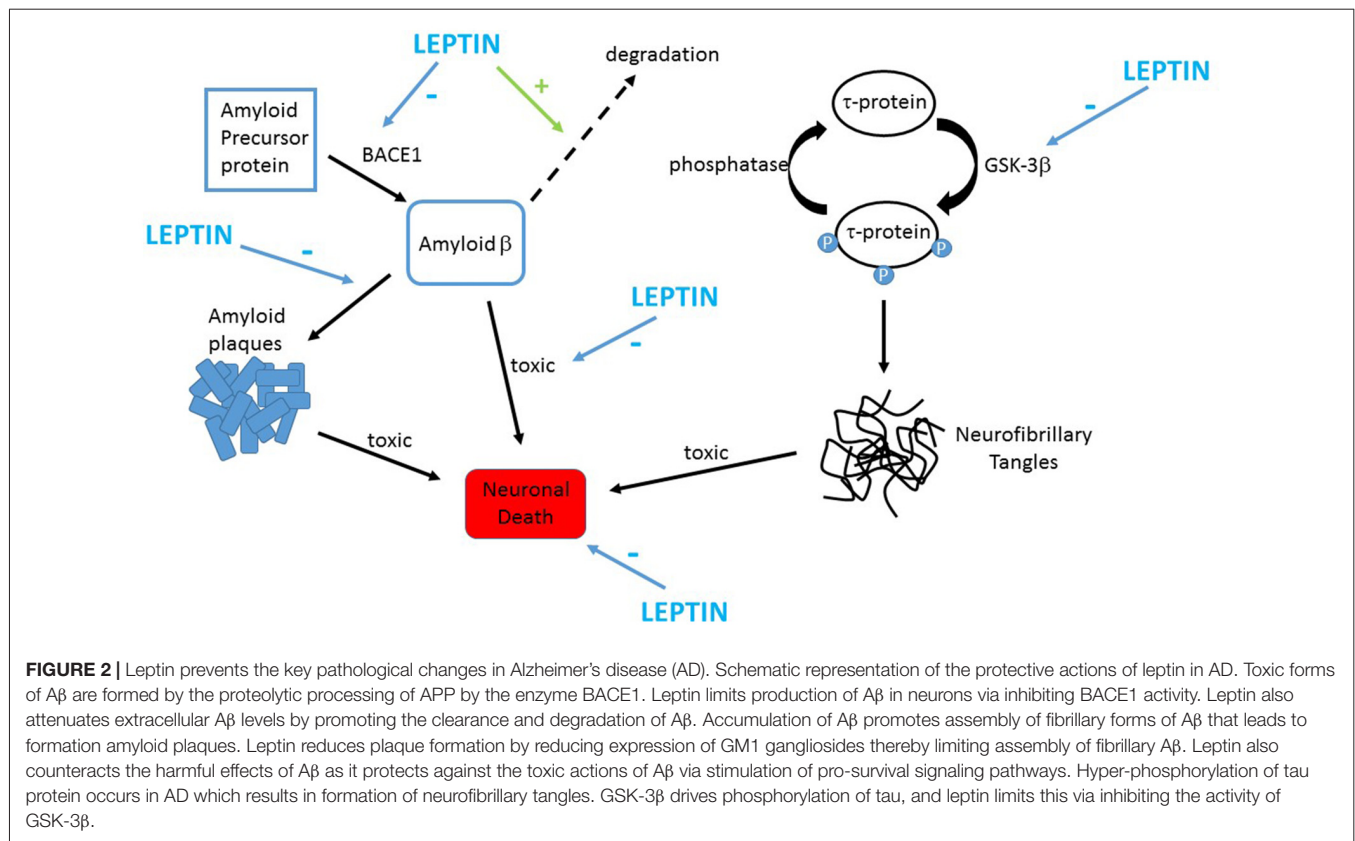 LEPTIN
degradation
LEPTIN
-
+
-
Amyloid
Precursor
protein
BACE1
τ-protein
phosphatase
GSK-3β
LEPTIN
-
Amyloid β
τ-protein
P
P
P
LEPTIN
-
Amyloid
plaques
toxic
toxic
toxic
Neurofibrillary
Tangles
Neuronal
Death
-
LEPTIN
FIGURE 2 | Leptin prevents the key pathological changes in Alzheimer's disease (AD). Schematic representation of the protective actions of leptin in AD. Toxic forms
of Aβ are formed by the proteolytic processing of APP by the enzyme BACE1. Leptin limits production of Aβ in neurons via inhibiting BACE1 activity. Leptin also
attenuates extracellular Aβ levels by promoting the clearance and degradation of Aβ. Accumulation of Aβ promotes assembly of fibrillary forms of Aβ that leads to
formation amyloid plaques. Leptin reduces plaque formation by reducing expression of GM1 gangliosides thereby limiting assembly of fibrillary Aβ. Leptin also
counteracts the harmful effects of Aβ as it protects against the toxic actions of Aβ via stimulation of pro-survival signaling pathways. Hyper-phosphorylation of tau
protein occurs in AD which results in formation of neurofibrillary tangles. GSK-3β drives phosphorylation of tau, and leptin limits this via inhibiting the activity of
GSK-3β.